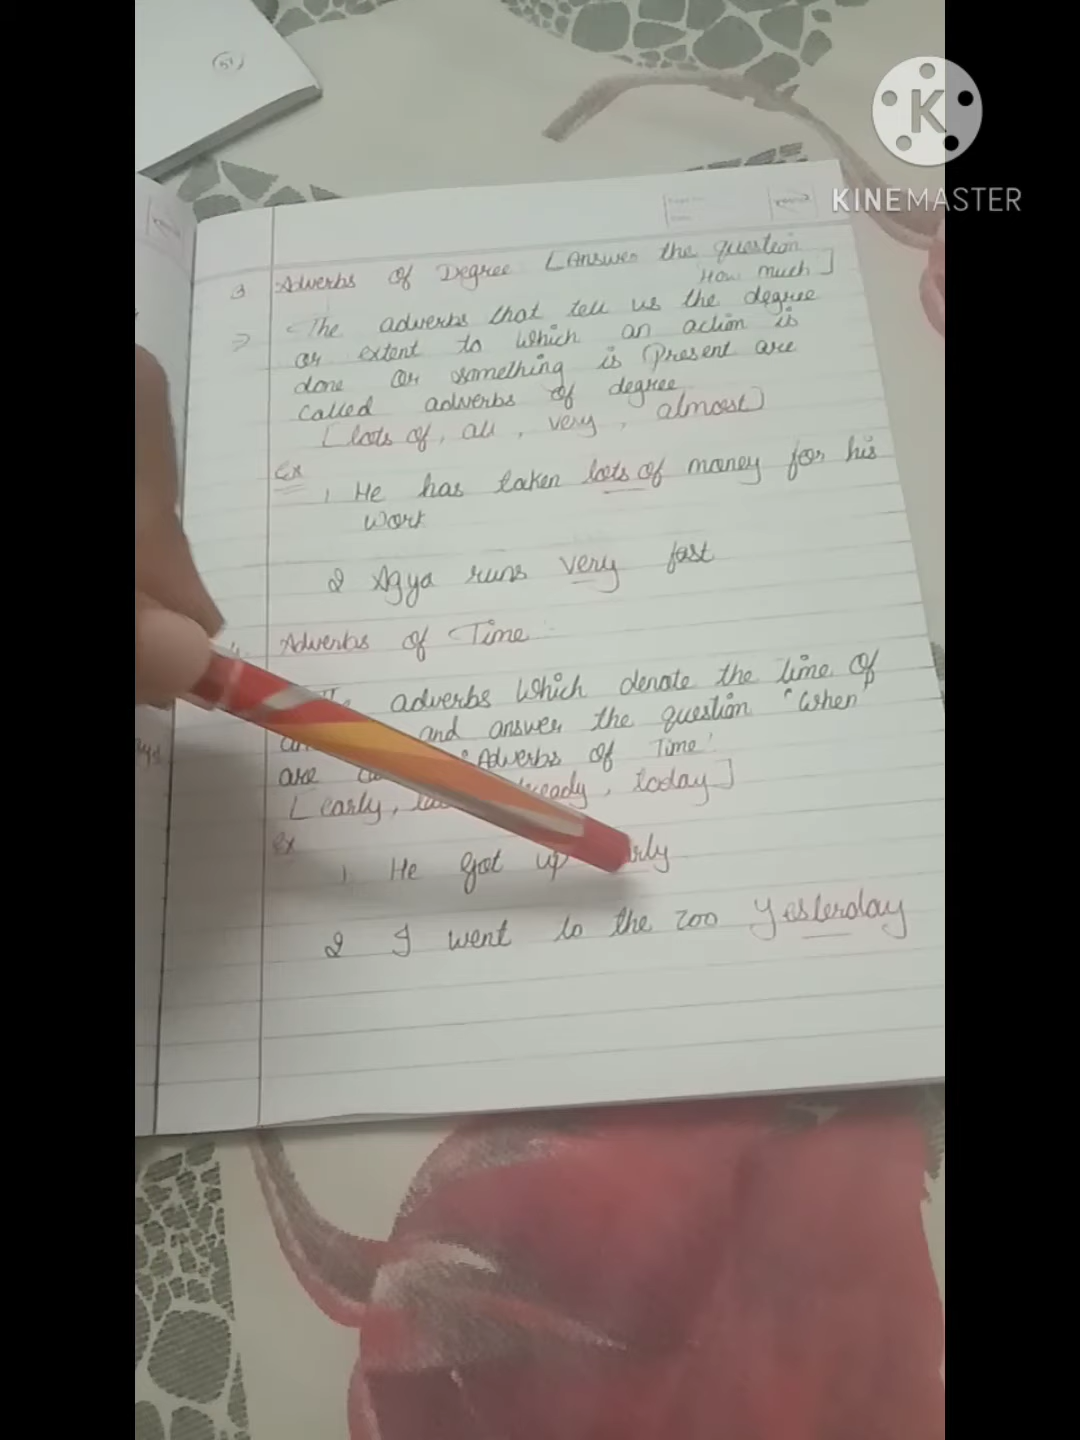 51
K
KINEMASTER
3 Adverbs of Degree [Answer the question
How much]
→ The adverbs that tell us the degree
or extent to which an action is
done or something is Present are
called adverbs of degree
[lots of, all, very, almost]
Ex
1 He has taken lots of money for his
work
2 Agya runs very fast
4. Adverbs of Time
adverbs which denote the time of
and answer the question "When"
are Adverbs of Time'
[early, today]
Ex
1) He got up
2 I went to the zoo Yesterday